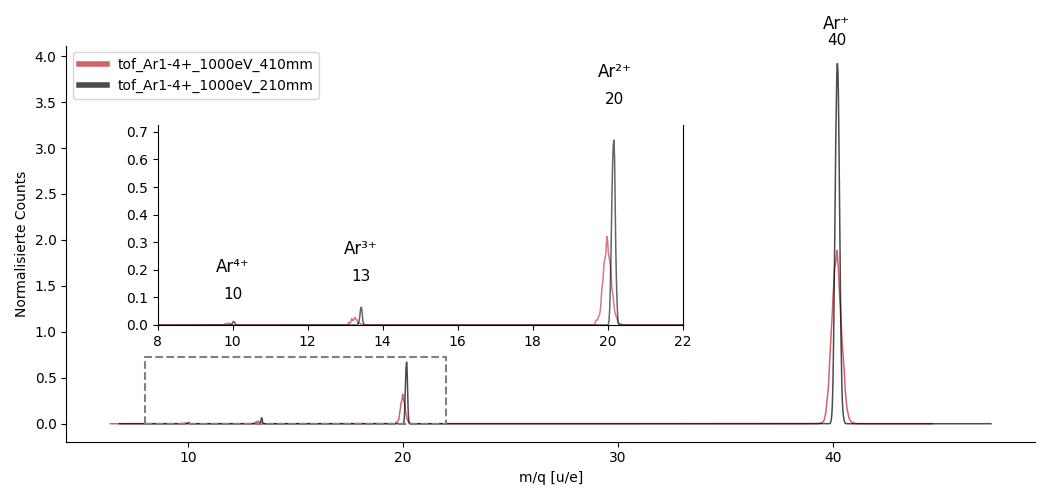 Ar⁺
40
4.0
3.5
3.0
2.5
2.0
1.5
1.0
0.5
0.0
Normalisierte Counts
tof_Ar1-4+_1000eV_410mm
tof_Ar1-4+_1000eV_210mm
Ar²⁺
20
0.7
0.6
0.5
0.4
0.3
0.2
0.1
0.0
Ar³⁺
13
Ar⁴⁺
10
8 10 12 14 16 18 20 22
10 20 30 40
m/q [u/e]